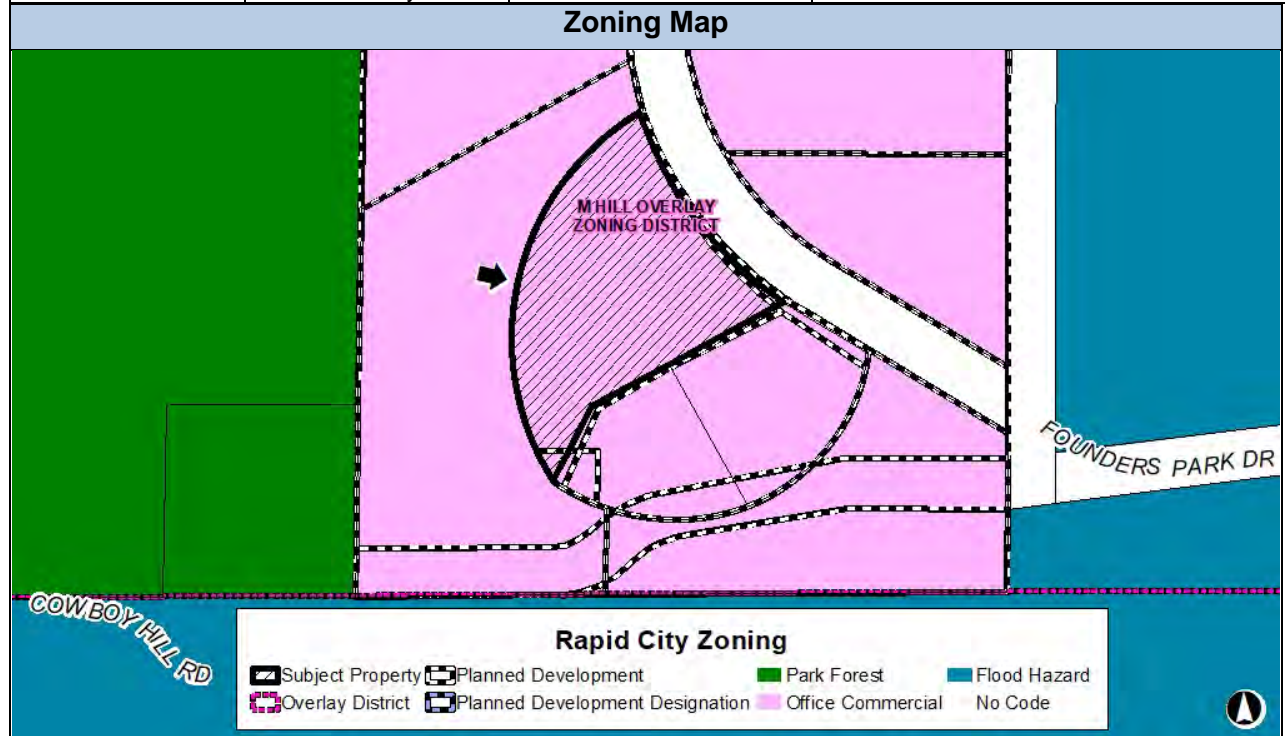 Zoning Map
M HILL OVERLAY
ZONING DISTRICT
FOUNDERS PARK DR
COWBOY HILL RD
Rapid City Zoning
Subject Property Planned Development Park Forest Flood Hazard
Overlay District Planned Development Designation Office Commercial No Code